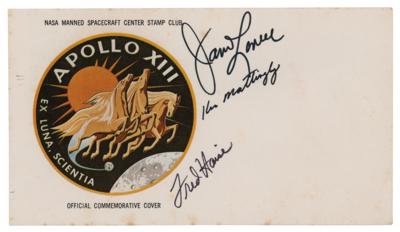 NASA MANNED SPACECRAFT CENTER STAMP CLUB
APOLLO XIII
EX LUNA, SCIENTIA
OFFICIAL COMMEMORATIVE COVER
James Lovell
Ken Mattingly
Fred Haise